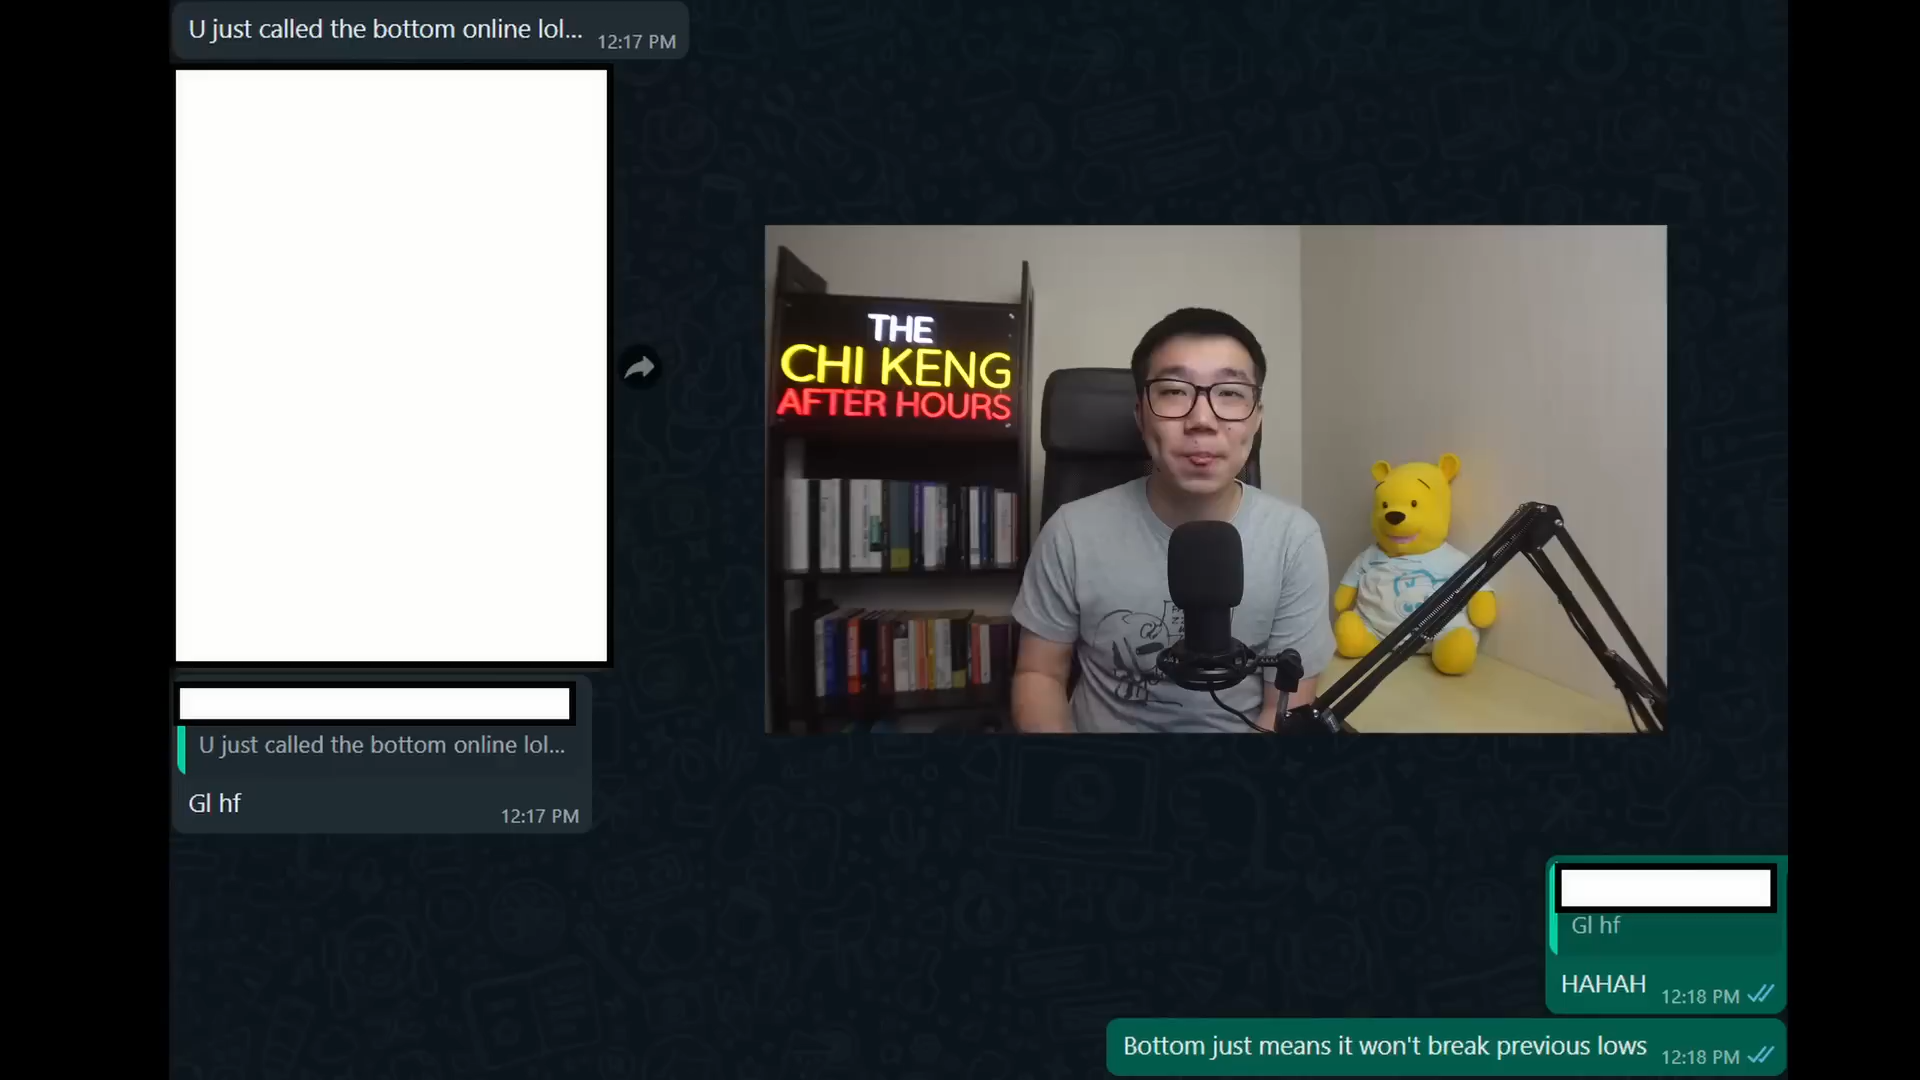 U just called the bottom online lol...
12:17 PM
THE
CHI KENG
AFTER HOURS
U just called the bottom online lol...
Gl hf
12:17 PM
Gl hf
HAHAH
12:18 PM
Bottom just means it won't break previous lows
12:18 PM